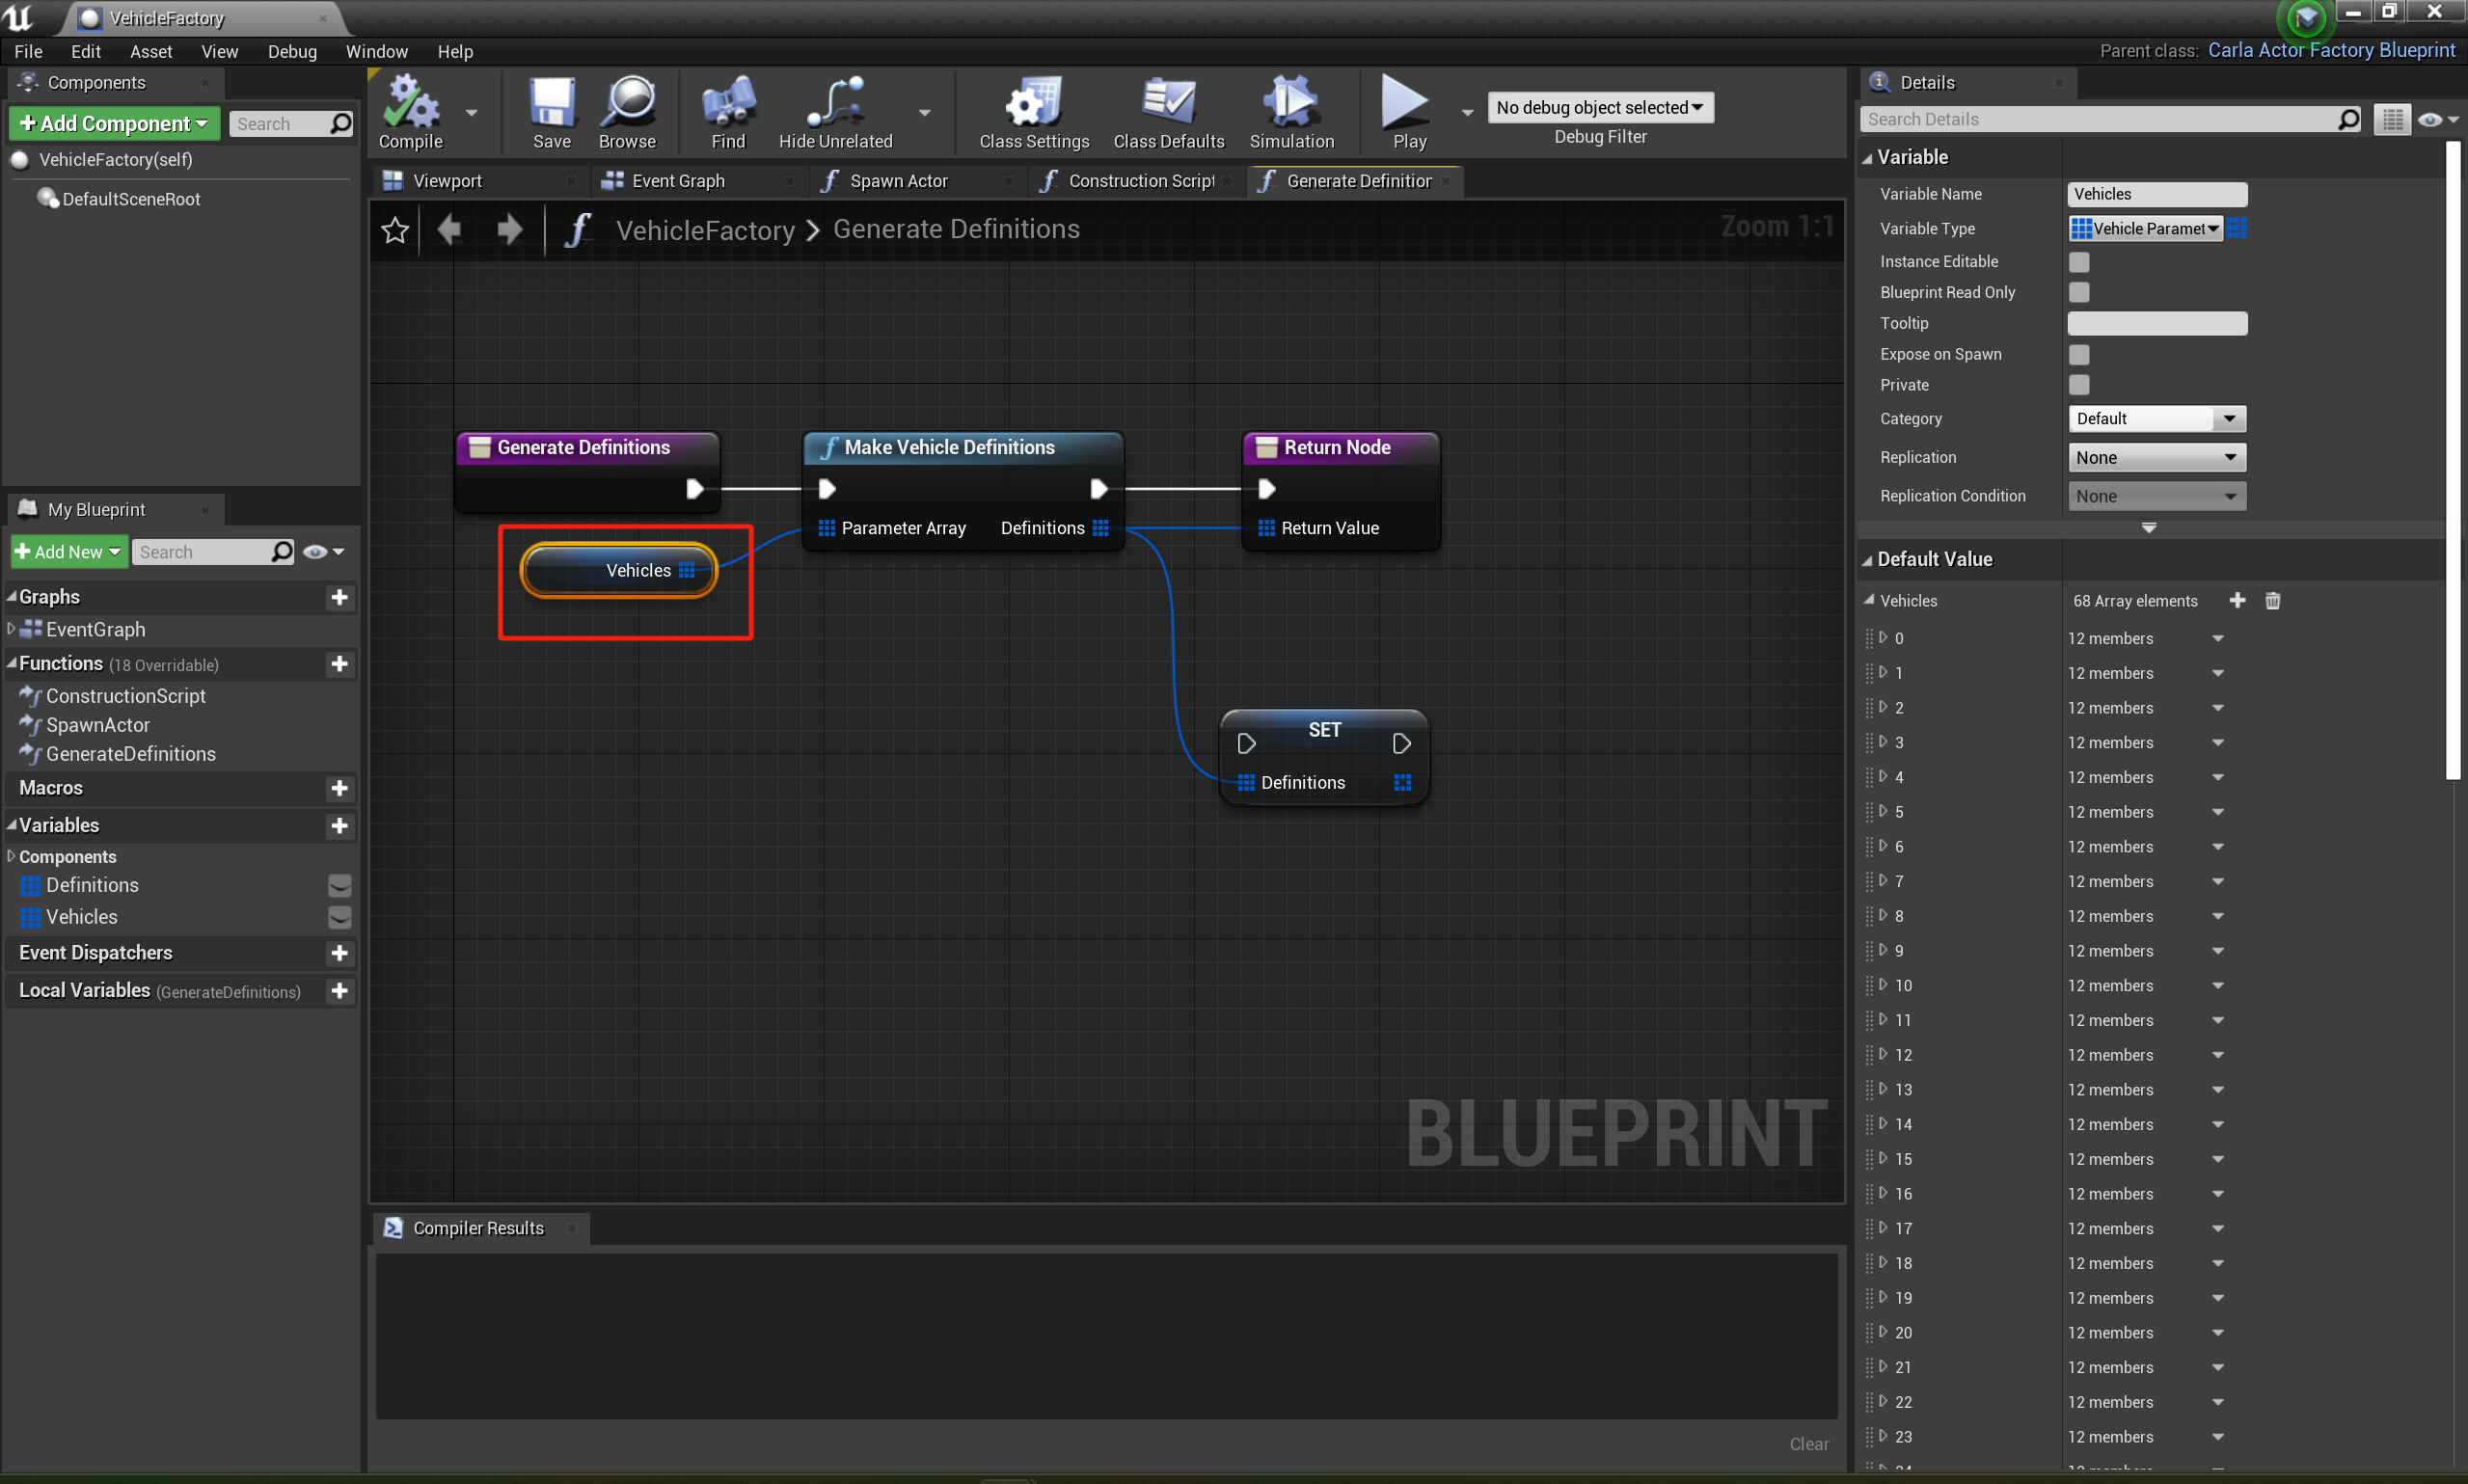 VehicleFactory
File Edit Asset View Debug Window Help
Parent class: Carla Actor Factory Blueprint
Components
Add Component
Search
VehicleFactory(self)
DefaultSceneRoot
My Blueprint
Add New
Search
Graphs
EventGraph
Functions (18 Overridable)
ConstructionScript
SpawnActor
GenerateDefinitions
Macros
Variables
Components
Definitions
Vehicles
Event Dispatchers
Local Variables (GenerateDefinitions)
Compile
Save
Browse
Find
Hide Unrelated
Class Settings
Class Defaults
Simulation
Play
No debug object selected
Debug Filter
Viewport
Event Graph
Spawn Actor
Construction Script
Generate Definitior
VehicleFactory > Generate Definitions
Zoom 1:1
Generate Definitions
Vehicles
Make Vehicle Definitions
Parameter Array Definitions
Return Node
Return Value
SET
Definitions
BLUEPRINT
Compiler Results
Clear
Details
Search Details
Variable
Variable Name Vehicles
Variable Type Vehicle Paramet
Instance Editable
Blueprint Read Only
Tooltip
Expose on Spawn
Private
Category Default
Replication None
Replication Condition None
Default Value
Vehicles 68 Array elements
0 12 members
1 12 members
2 12 members
3 12 members
4 12 members
5 12 members
6 12 members
7 12 members
8 12 members
9 12 members
10 12 members
11 12 members
12 12 members
13 12 members
14 12 members
15 12 members
16 12 members
17 12 members
18 12 members
19 12 members
20 12 members
21 12 members
22 12 members
23 12 members